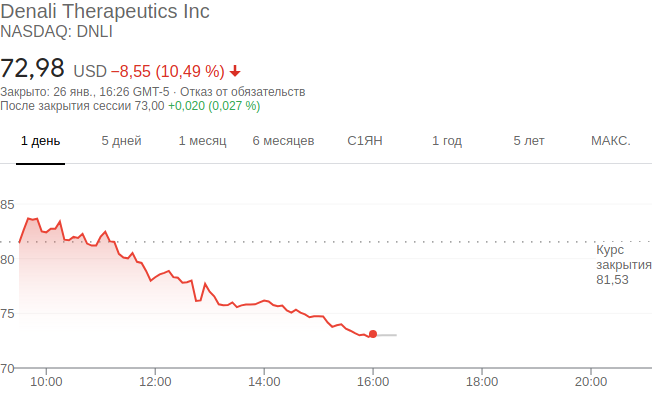 Denali Therapeutics Inc
NASDAQ: DNLI
72,98 USD −8,55 (10,49 %)
Закрыто: 26 янв., 16:26 GMT-5 · Отказ от обязательств
После закрытия сессии 73,00 +0,020 (0,027 %)
1 день 5 дней 1 месяц 6 месяцев С1ЯН 1 год 5 лет МАКС.
85
Курс
закрытия
81,53
80
75
70
10:00 12:00 14:00 16:00 18:00 20:00